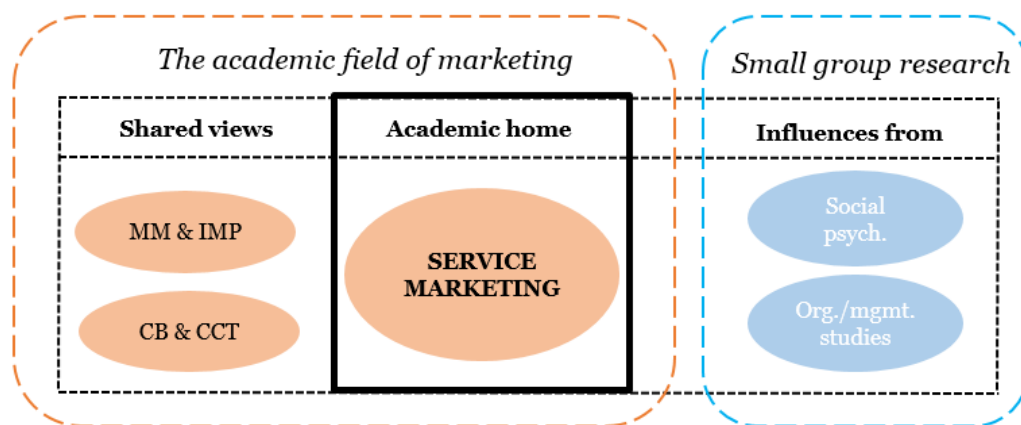 The academic field of marketing
Small group research
Shared views
Academic home
Influences from
MM & IMP
CB & CCT
SERVICE
MARKETING
Social
psych.
Org./mgmt.
studies